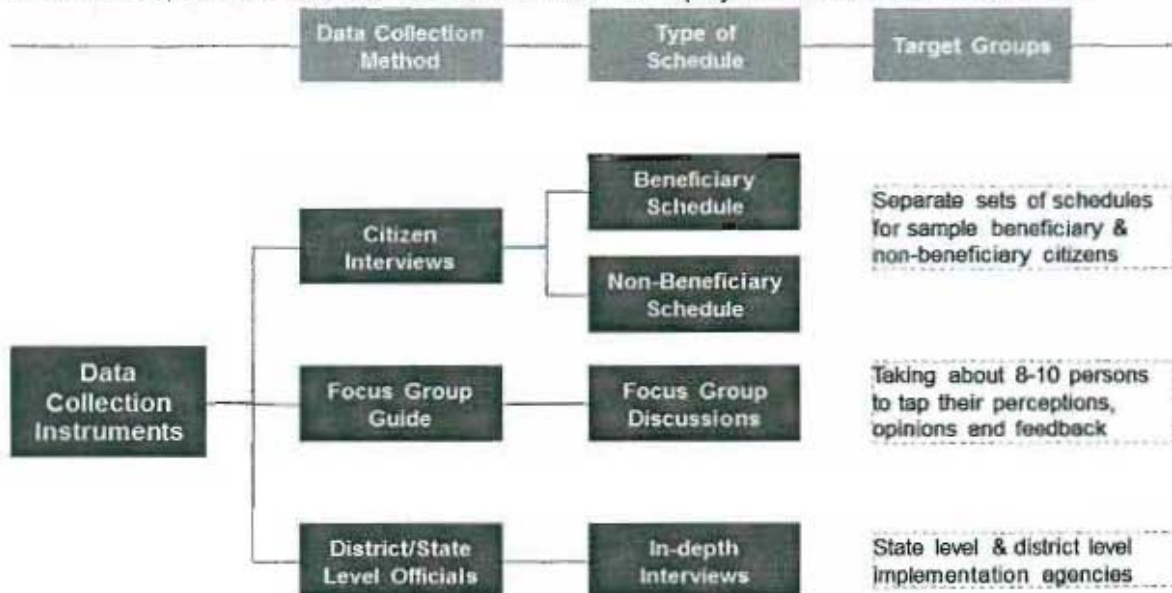 Data Collection
Method
Type of
Schedule
Target Groups
Beneficiary
Schedule
Separate sets of schedules
for sample beneficiary &
non-beneficiary citizens
Citizen
Interviews
Non-Beneficiary
Schedule
Data
Collection
Instruments
Focus Group
Guide
Focus Group
Discussions
Taking about 8-10 persons
to tap their perceptions,
opinions and feedback
District/State
Level Officials
In-depth
Interviews
State level & district level
implementation agencies